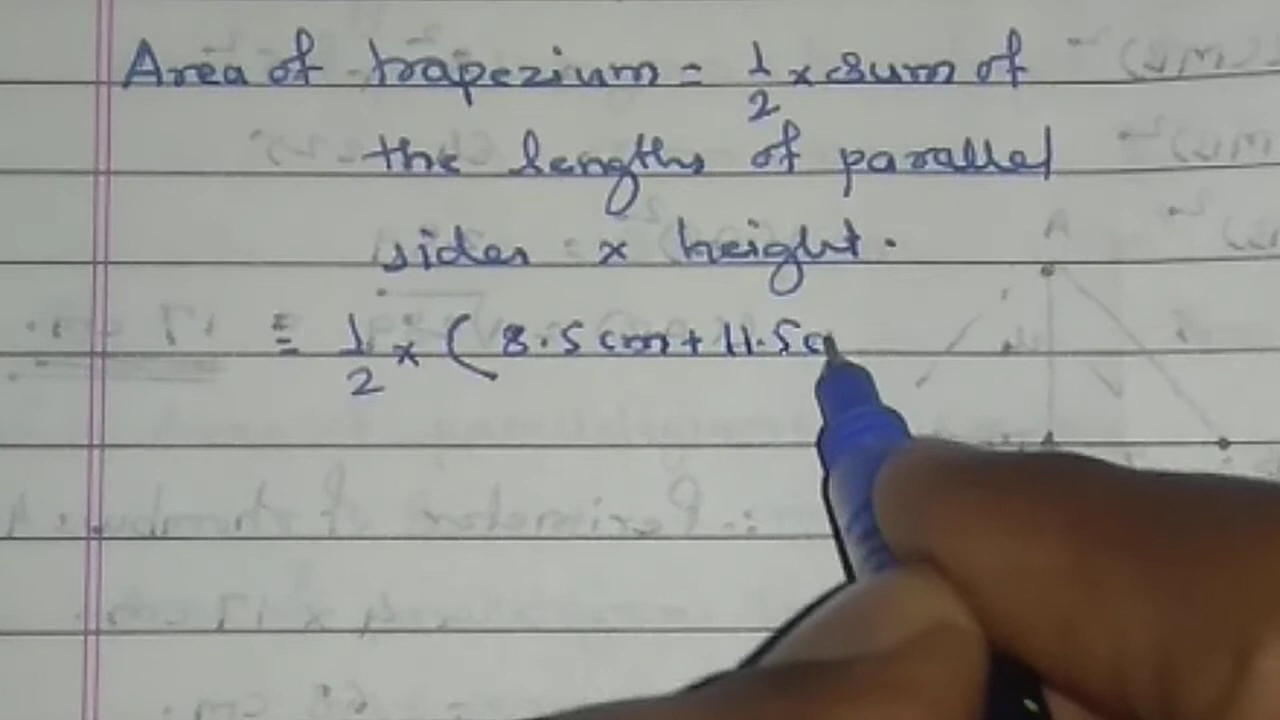 Area of trapezium = 1/2 × sum of
the lengths of parallel
sides × height.
= 1/2 × ( 8.5 cm + 11.5 c